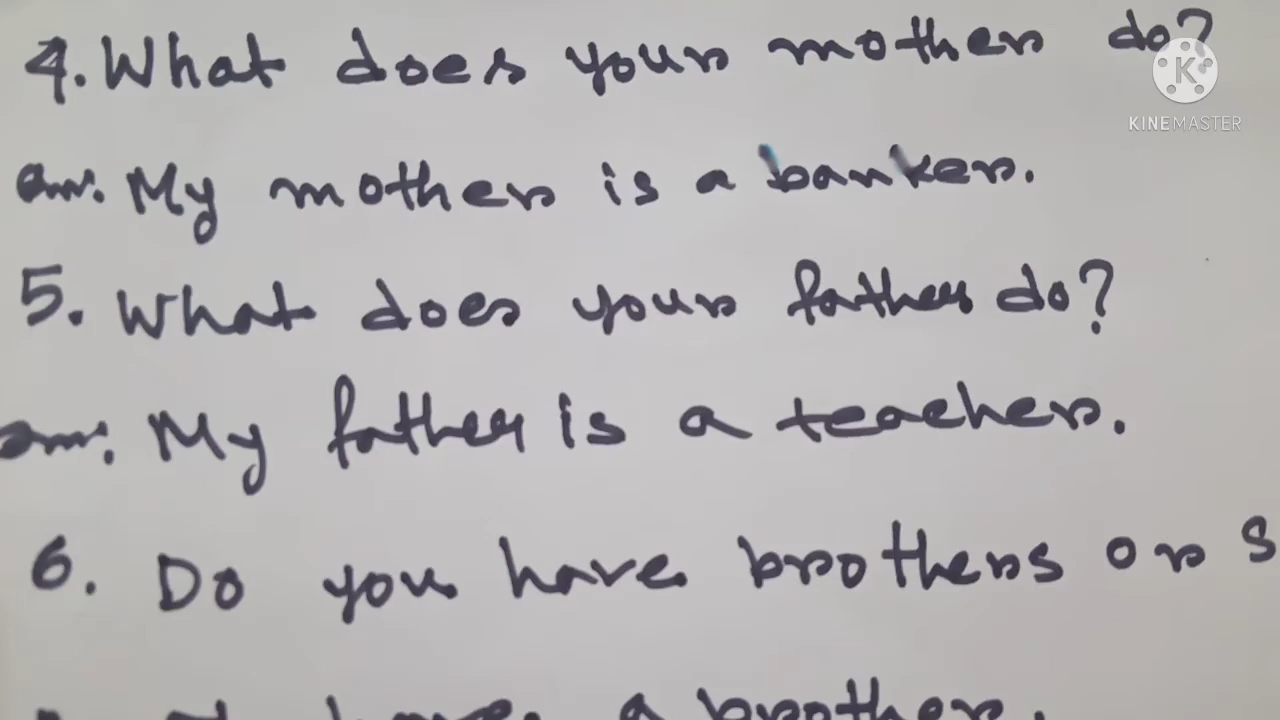 4. What does your mother do?
KINEMASTER
ans. My mother is a banker.
5. What does your father do?
ans. My father is a teacher.
6. Do you have brothers or s
a brother.